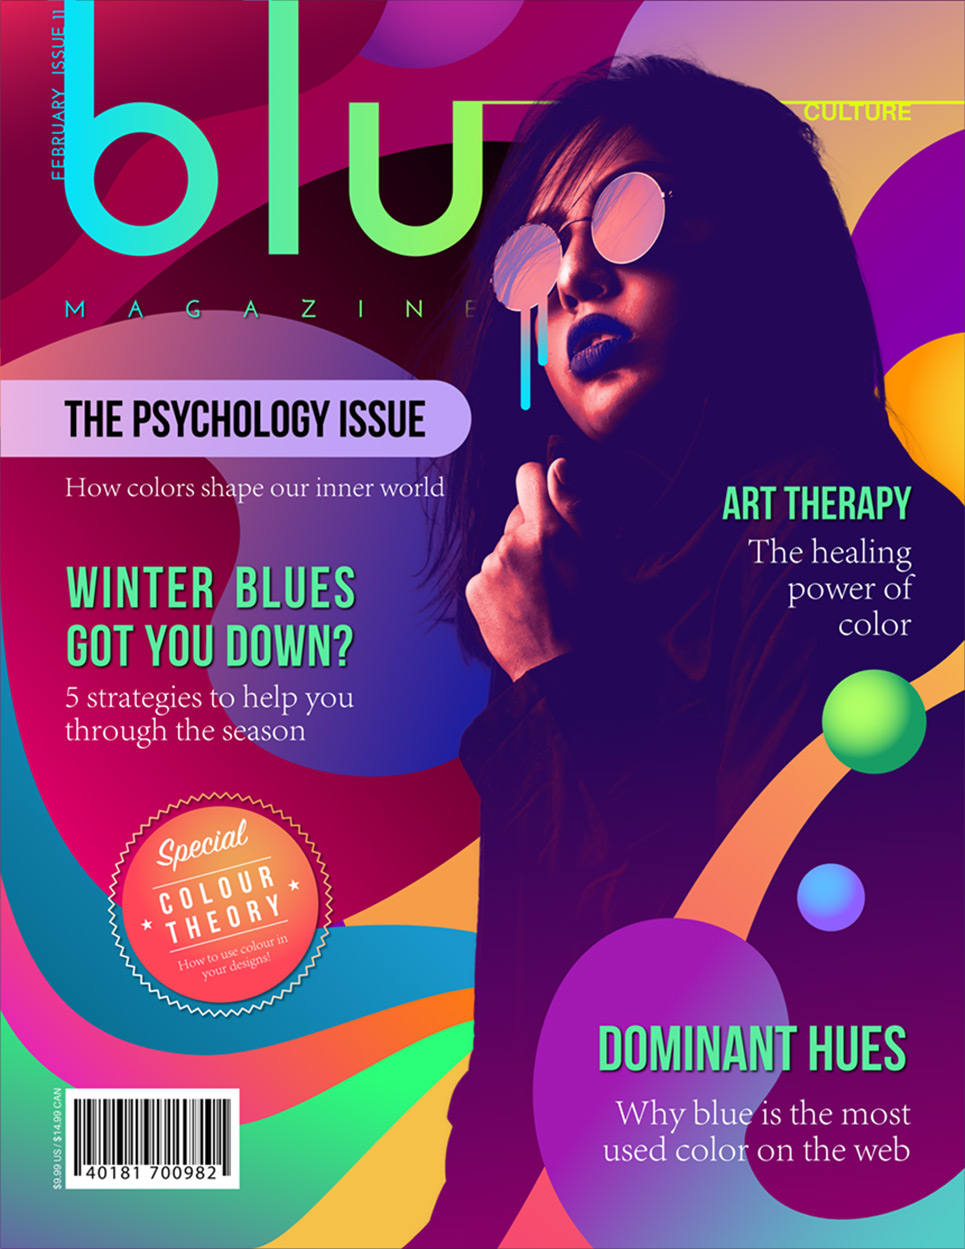 FEBRUARY ISSUE 11
blu
CULTURE
MAGAZINE
THE PSYCHOLOGY ISSUE
How colors shape our inner world
WINTER BLUES
GOT YOU DOWN?
5 strategies to help you
through the season
ART THERAPY
The healing
power of
color
Special
COLOUR
THEORY
How to use colour in
your designs!
DOMINANT HUES
Why blue is the most
used color on the web
$9.99 US / $14.99 CAN
40181 700982